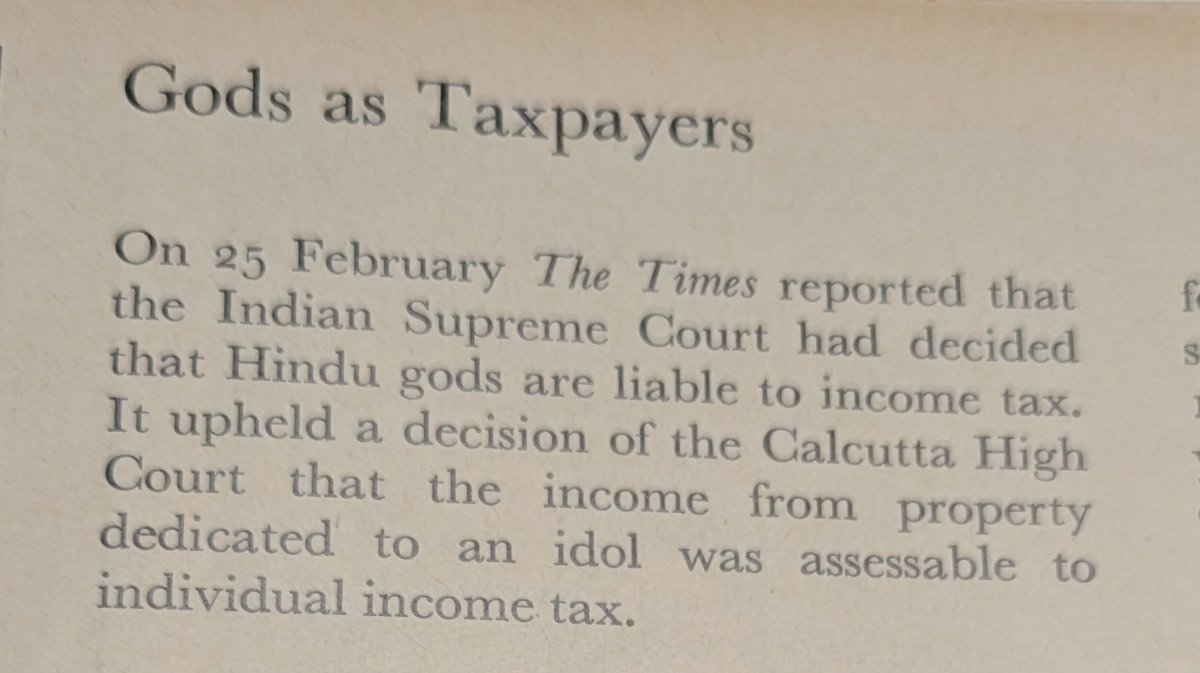 Gods as Taxpayers
On 25 February The Times reported that
the Indian Supreme Court had decided
that Hindu gods are liable to income tax.
It upheld a decision of the Calcutta High
Court that the income from property
dedicated to an idol was assessable to
individual income tax.